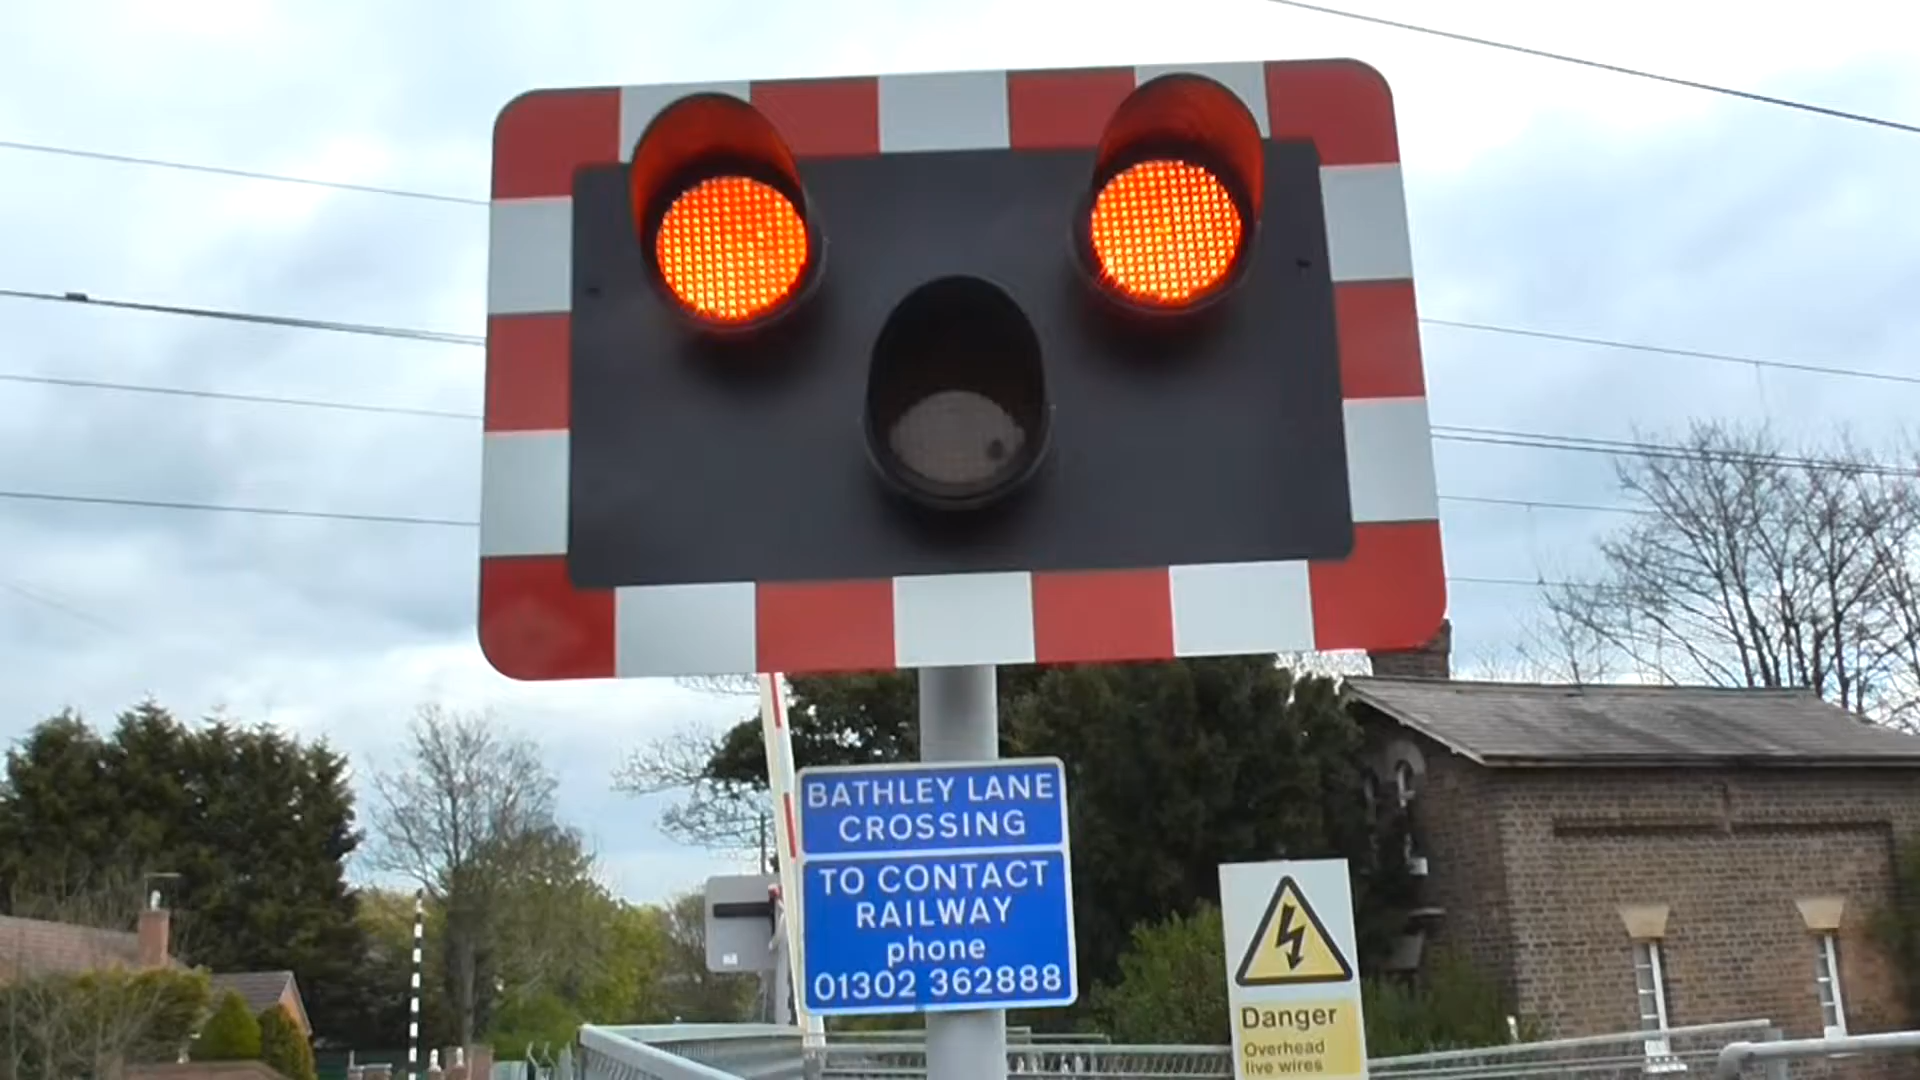 BATHLEY LANE
CROSSING
TO CONTACT
RAILWAY
phone
01302 362888
Danger
Overhead
live wires